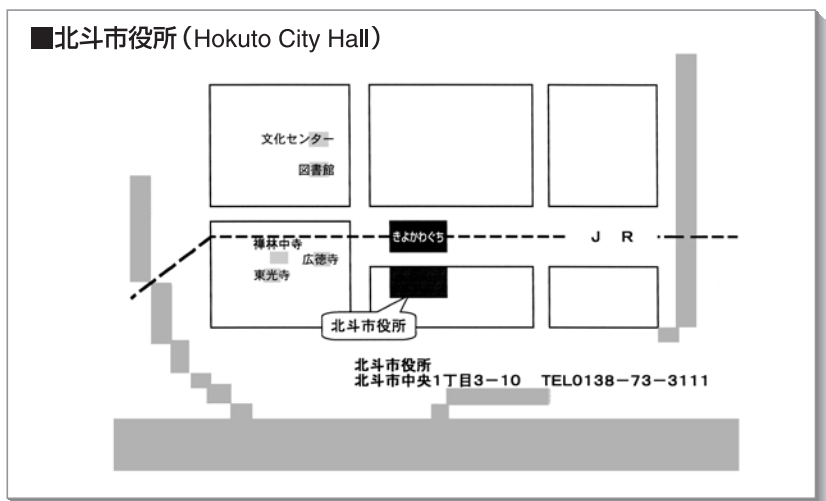 ■北斗市役所(Hokuto City Hall)
文化センター
図書館
きよかわぐち
JR
禅林中寺
広徳寺
東光寺
北斗市役所
北斗市役所
北斗市中央1丁目3−10　TEL0138−73−3111